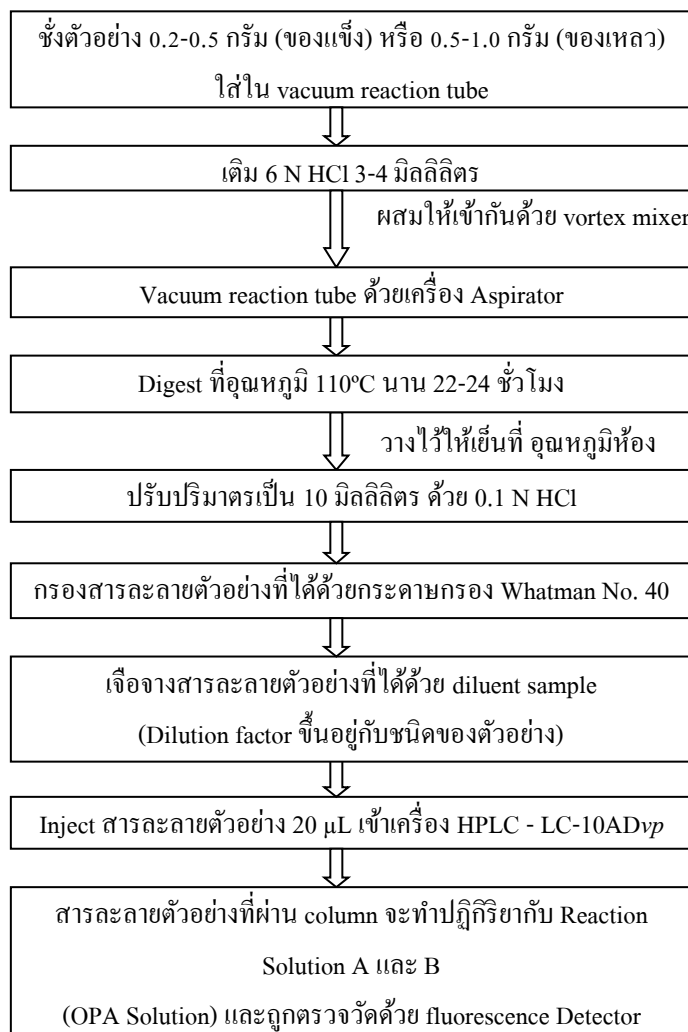 ชั่งตัวอย่าง 0.2-0.5 กรัม (ของแข็ง) หรือ 0.5-1.0 กรัม (ของเหลว)
ใส่ใน vacuum reaction tube
เติม 6 N HCl 3-4 มิลลิลิตร
ผสมให้เข้ากันด้วย vortex mixer
Vacuum reaction tube ด้วยเครื่อง Aspirator
Digest ที่อุณหภูมิ 110ºC นาน 22-24 ชั่วโมง
วางไว้ให้เย็นที่ อุณหภูมิห้อง
ปรับปริมาตรเป็น 10 มิลลิลิตร ด้วย 0.1 N HCl
กรองสารละลายตัวอย่างที่ได้ด้วยกระดาษกรอง Whatman No. 40
เจือจางสารละลายตัวอย่างที่ได้ด้วย diluent sample
(Dilution factor ขึ้นอยู่กับชนิดของตัวอย่าง)
Inject สารละลายตัวอย่าง 20 µL เข้าเครื่อง HPLC - LC-10ADvp
สารละลายตัวอย่างที่ผ่าน column จะทำปฏิกิริยากับ Reaction
Solution A และ B
(OPA Solution) และถูกตรวจวัดด้วย fluorescence Detector